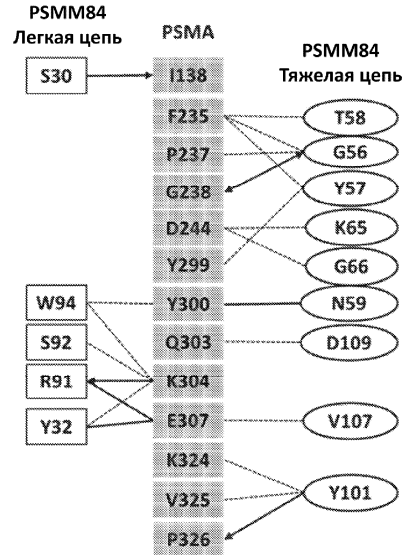 PSMM84
Легкая цепь
PSMA
PSMM84
Тяжелая цепь
S30
I138
F235
T58
P237
G56
G238
Y57
D244
K65
Y299
G66
W94
Y300
N59
S92
Q303
D109
R91
K304
Y32
E307
V107
K324
V325
Y101
P326